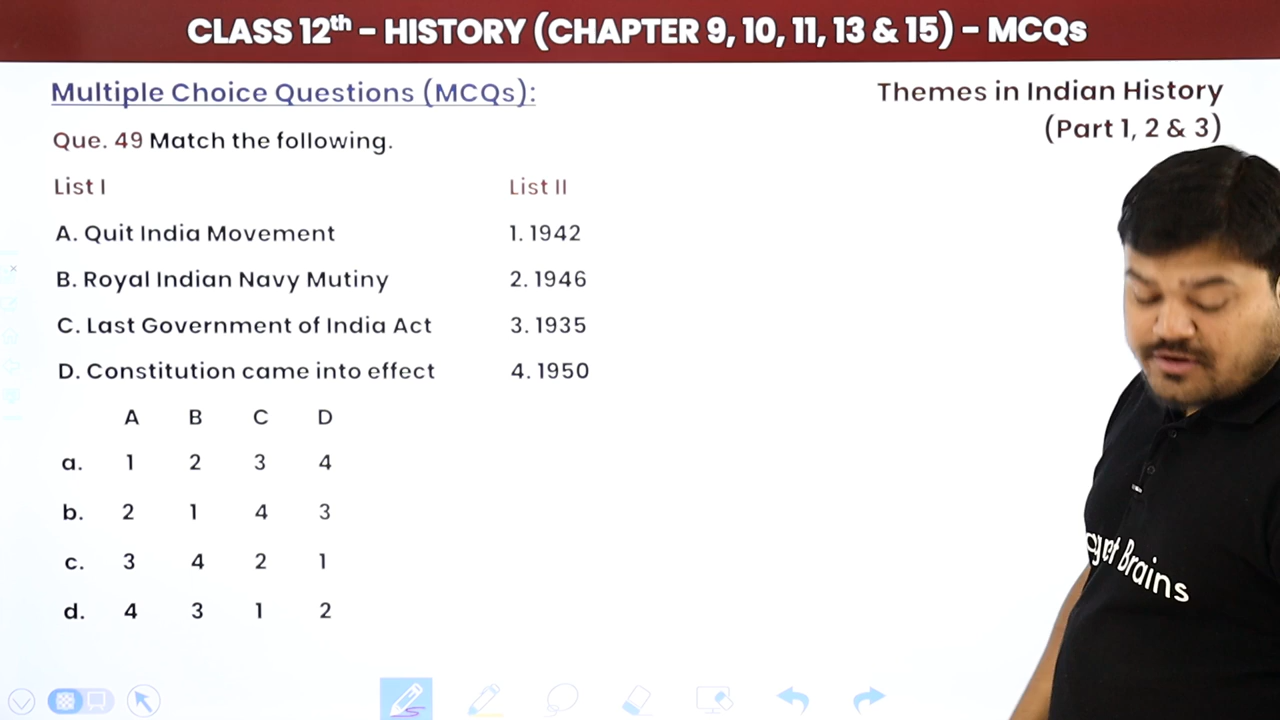 CLASS 12th – HISTORY (CHAPTER 9, 10, 11, 13 & 15) – MCQs
Multiple Choice Questions (MCQs):
Themes in Indian History
(Part 1, 2 & 3)
Que. 49 Match the following.
List I List II
A. Quit India Movement 1. 1942
B. Royal Indian Navy Mutiny 2. 1946
C. Last Government of India Act 3. 1935
D. Constitution came into effect 4. 1950
A B C D
a. 1 2 3 4
b. 2 1 4 3
c. 3 4 2 1
d. 4 3 1 2
Brains